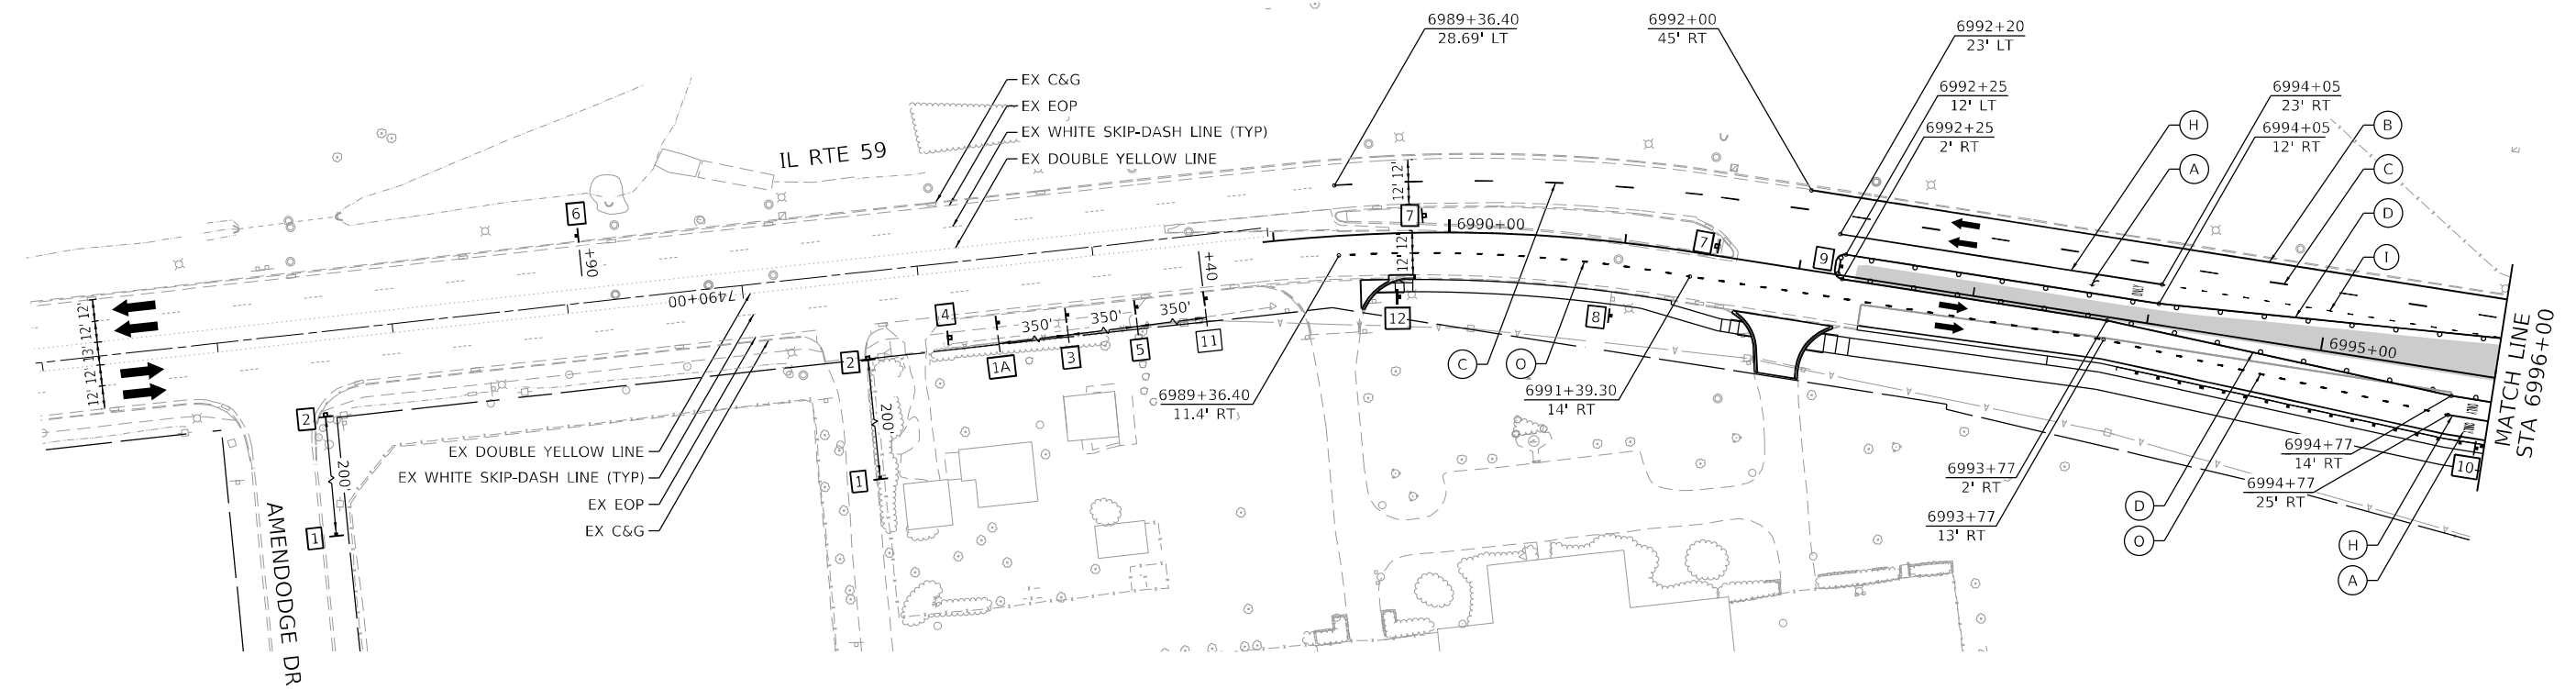 6989+36.40
28.69' LT
6992+00
45' RT
6992+20
23' LT
6992+25
12' LT
6992+25
2' RT
6994+05
23' RT
6994+05
12' RT
H
A
B
C
D
I
EX C&G
EX EOP
EX WHITE SKIP-DASH LINE (TYP)
EX DOUBLE YELLOW LINE
IL RTE 59
6
+90
7490+00
12' 12'
7
6990+00
7
9
12' 12'
+40
4
350'
350'
350'
1A
3
5
11
12
8
12' 12' 13' 12' 12'
2
2
200'
200'
1
1
EX DOUBLE YELLOW LINE
EX WHITE SKIP-DASH LINE (TYP)
EX EOP
EX C&G
AMENDODGE DR
6989+36.40
11.4' RT
C
O
6991+39.30
14' RT
ONLY
6995+00
ONLY
ONLY
6993+77
2' RT
6993+77
13' RT
D
O
6994+77
14' RT
6994+77
25' RT
H
A
10
MATCH LINE
STA 6996+00